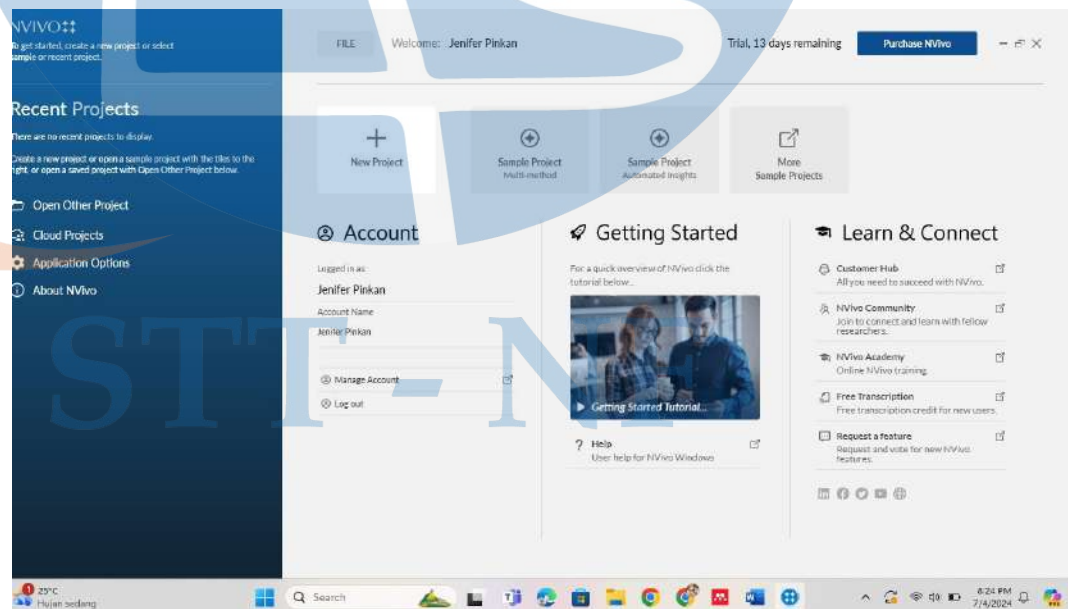 NVIVO
To get started, create a new project or select
sample or recent project.
FILE
Welcome: Jenifer Pinkan
Trial, 13 days remaining
Purchase NVivo
Recent Projects
There are no recent projects to display.
Create a new project or open a sample project with the tiles to the
right, or open a saved project with Open Other Project below.
Open Other Project
Cloud Projects
Application Options
About NVivo
New Project
Sample Project
Multi-method
Sample Project
Automated Insights
More
Sample Projects
Account
Logged in as
Jenifer Pinkan
Account Name
Jenifer Pinkan
Manage Account
Log out
Getting Started
For a quick overview of NVivo click the
tutorial below...
Getting Started Tutorial...
Help
User help for NVivo Windows
Learn & Connect
Customer Hub
All you need to succeed with NVivo.
NVivo Community
Join to connect and learn with fellow
researchers.
NVivo Academy
Online NVivo training.
Free Transcription
Free transcription credit for new users.
Request a feature
Request and vote for new NVivo
features.
STT - NF
1
25°C
Hujan sedang
Search
8:24 PM
7/4/2024